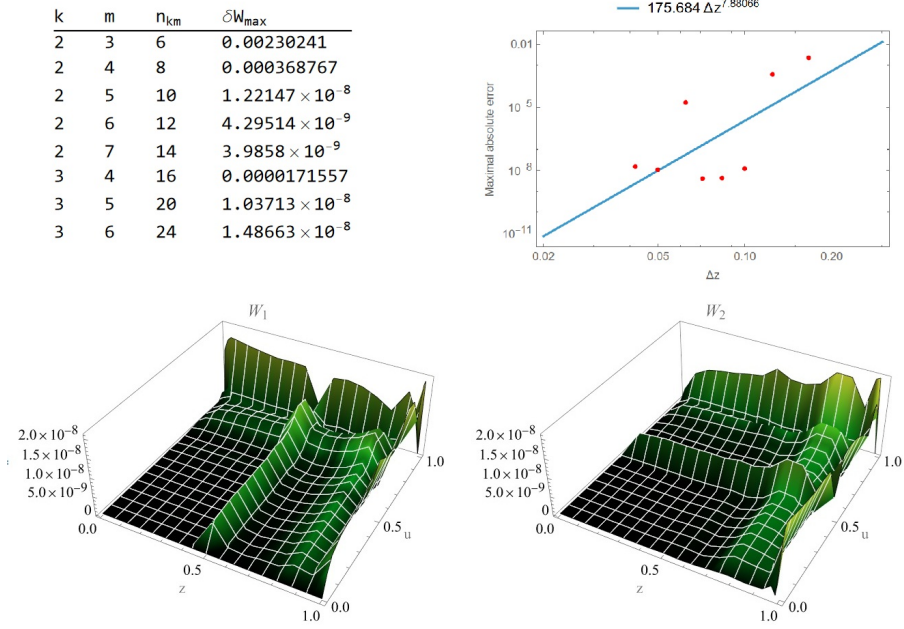 k m n_km δW_max
2 3 6 0.00230241
2 4 8 0.000368767
2 5 10 1.22147×10^-8
2 6 12 4.29514×10^-9
2 7 14 3.9858×10^-9
3 4 16 0.0000171557
3 5 20 1.03713×10^-8
3 6 24 1.48663×10^-8
175.684 Δz^7.88066
Maximal absolute error
0.01
10^-5
10^-8
10^-11
0.02 0.05 0.10 0.20
Δz
W_1
2.0×10^-8
1.5×10^-8
1.0×10^-8
5.0×10^-9
0
0.0
0.5
z
1.0
0.0
0.5
u
1.0
W_2
2.0×10^-8
1.5×10^-8
1.0×10^-8
5.0×10^-9
0
0.0
0.5
z
1.0
0.0
0.5
u
1.0